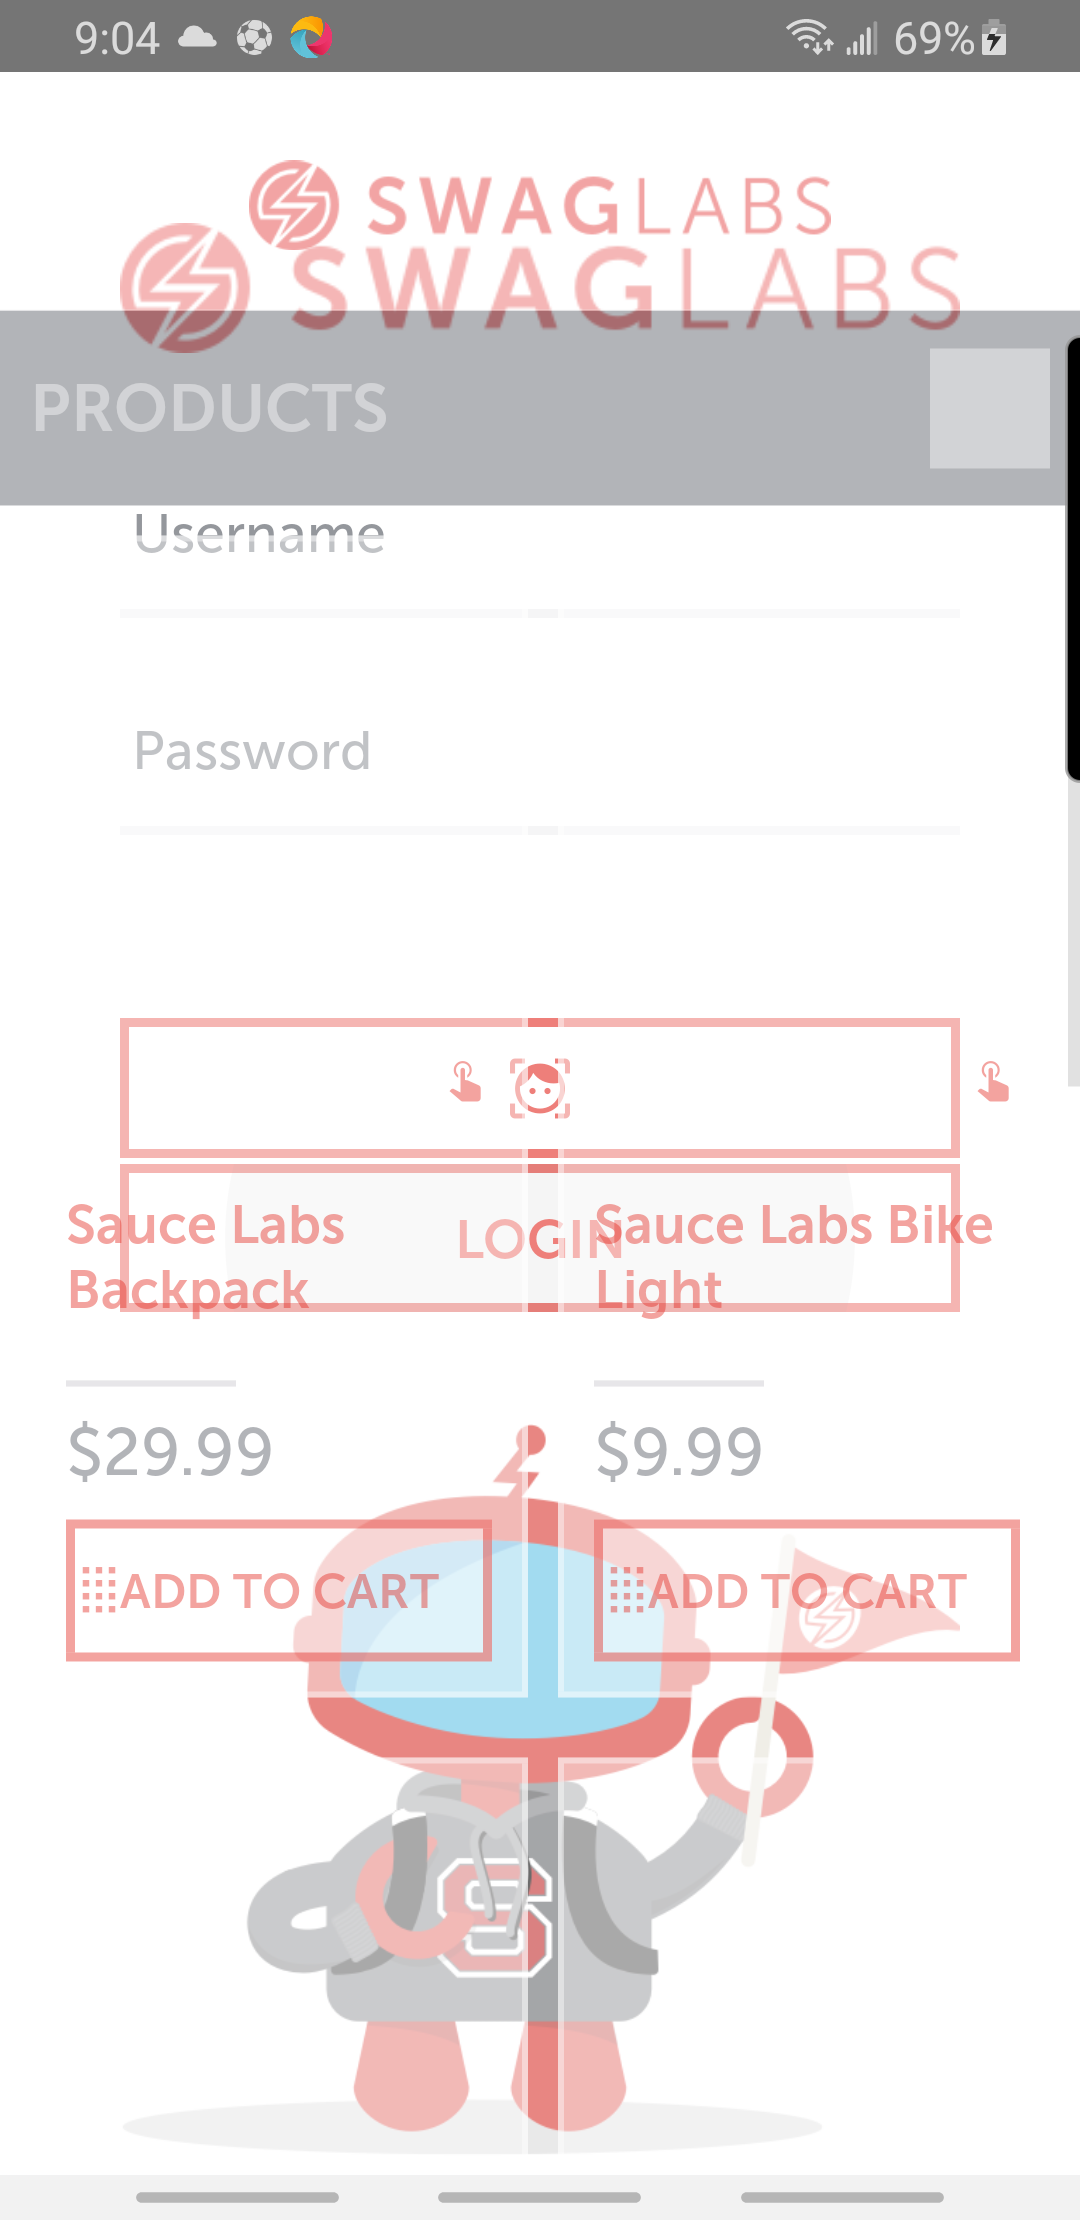 9:04
69%
SWAGLABS
SWAGLABS
PRODUCTS
Username
Password
Sauce Labs
Backpack
LOGIN
Sauce Labs Bike
Light
$29.99
$9.99
ADD TO CART
ADD TO CART
S